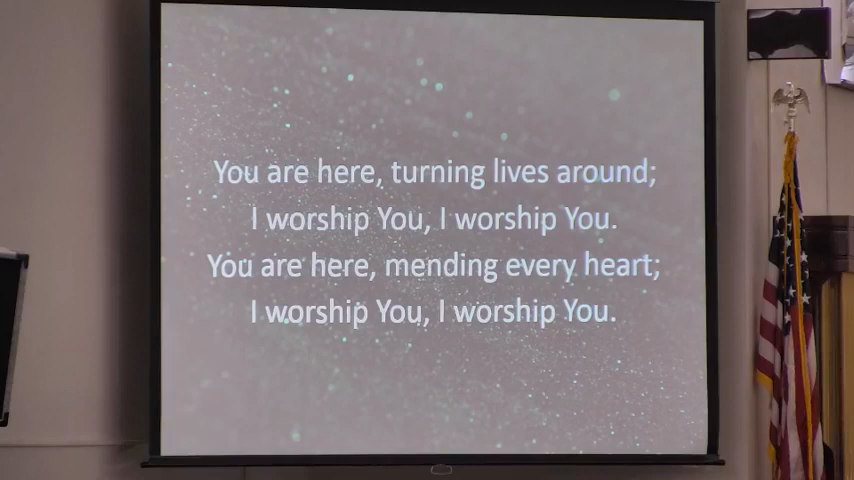 You are here, turning lives around;
I worship You, I worship You.
You are here, mending every heart;
I worship You, I worship You.